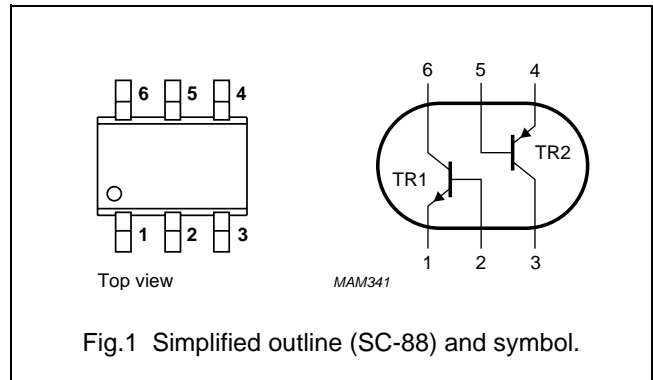 6 5 4
1 2 3
Top view
6 5 4
TR1
TR2
1 2 3
MAM341
Fig.1 Simplified outline (SC-88) and symbol.